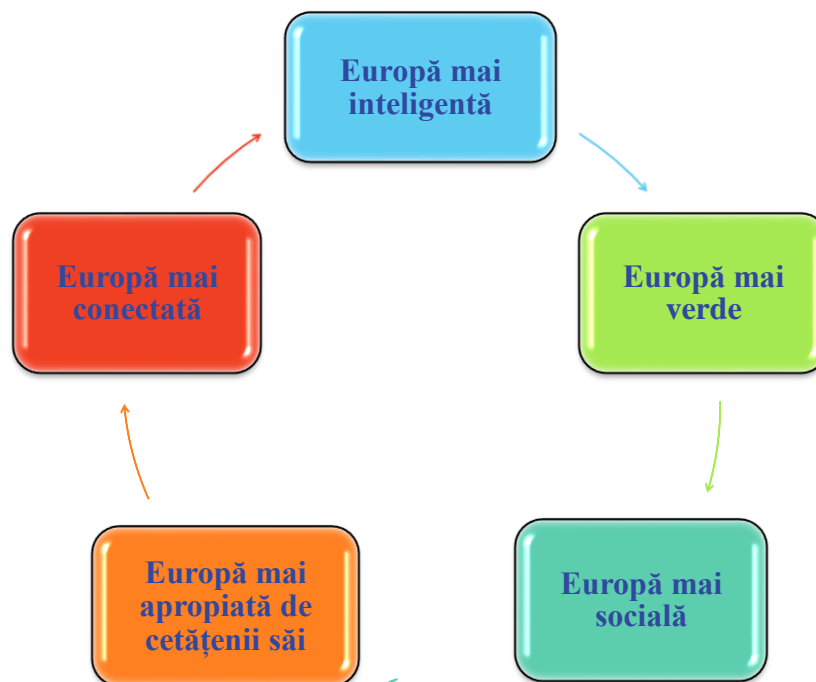 Europă mai
inteligentă
Europă mai
verde
Europă mai
socială
Europă mai
apropiată de
cetățenii săi
Europă mai
conectată